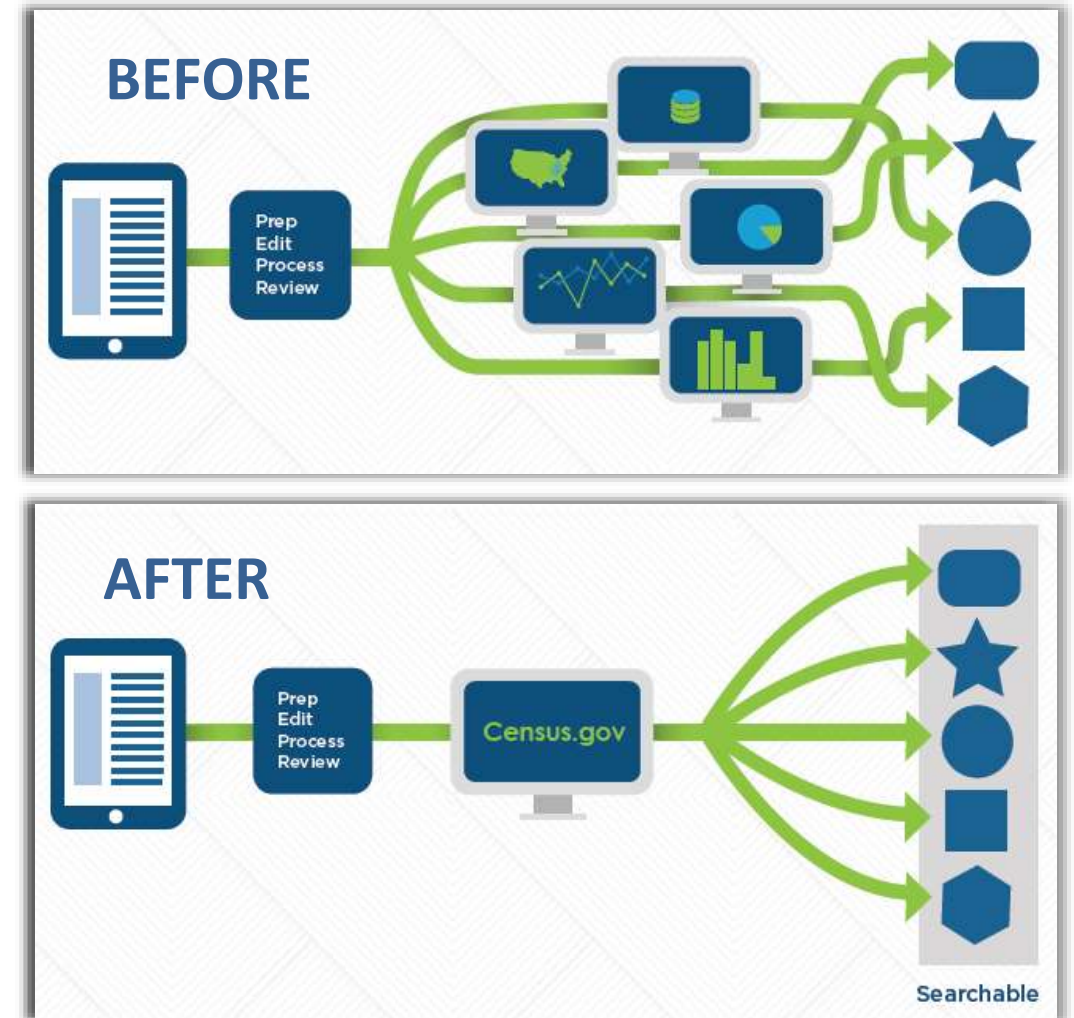 BEFORE
Prep
Edit
Process
Review
AFTER
Prep
Edit
Process
Review
Census.gov
Searchable